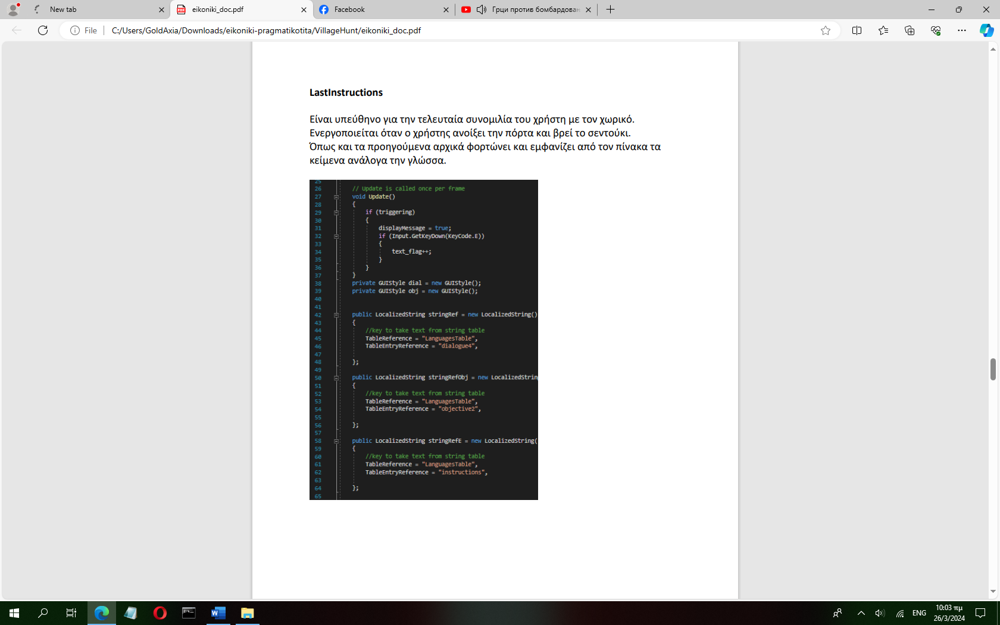 New tab
eikoniki_doc.pdf
Facebook
Грци против бомбардовањ
File
C:/Users/GoldAxia/Downloads/eikoniki-pragmatikotita/VillageHunt/eikoniki_doc.pdf
LastInstructions
Είναι υπεύθηνο για την τελευταία συνομιλία του χρήστη με τον χωρικό.
Ενεργοποιείται όταν ο χρήστης ανοίξει την πόρτα και βρεί το σεντούκι.
Όπως και τα προηγούμενα αρχικά φορτώνει και εμφανίζει από τον πίνακα τα
κείμενα ανάλογα την γλώσσα.
25
26 // Update is called once per frame
27 void Update()
28 {
29 if (triggering)
30 {
31 displayMessage = true;
32 if (Input.GetKeyDown(KeyCode.E))
33 {
34 text_flag++;
35 }
36 }
37 }
38 private GUIStyle dial = new GUIStyle();
39 private GUIStyle obj = new GUIStyle();
40
41
42 public LocalizedString stringRef = new LocalizedString()
43 {
44 //key to take text from string table
45 TableReference = "LanguagesTable",
46 TableEntryReference = "dialogue4",
47
48 };
49
50 public LocalizedString stringRefObj = new LocalizedStrin
51 {
52 //key to take text from string table
53 TableReference = "LanguagesTable",
54 TableEntryReference = "objective2",
55
56 };
57
58 public LocalizedString stringRefE = new LocalizedString(
59 {
60 //key to take text from string table
61 TableReference = "LanguagesTable",
62 TableEntryReference = "instructions",
63
64 };
65
ENG
10:03 πμ
26/3/2024